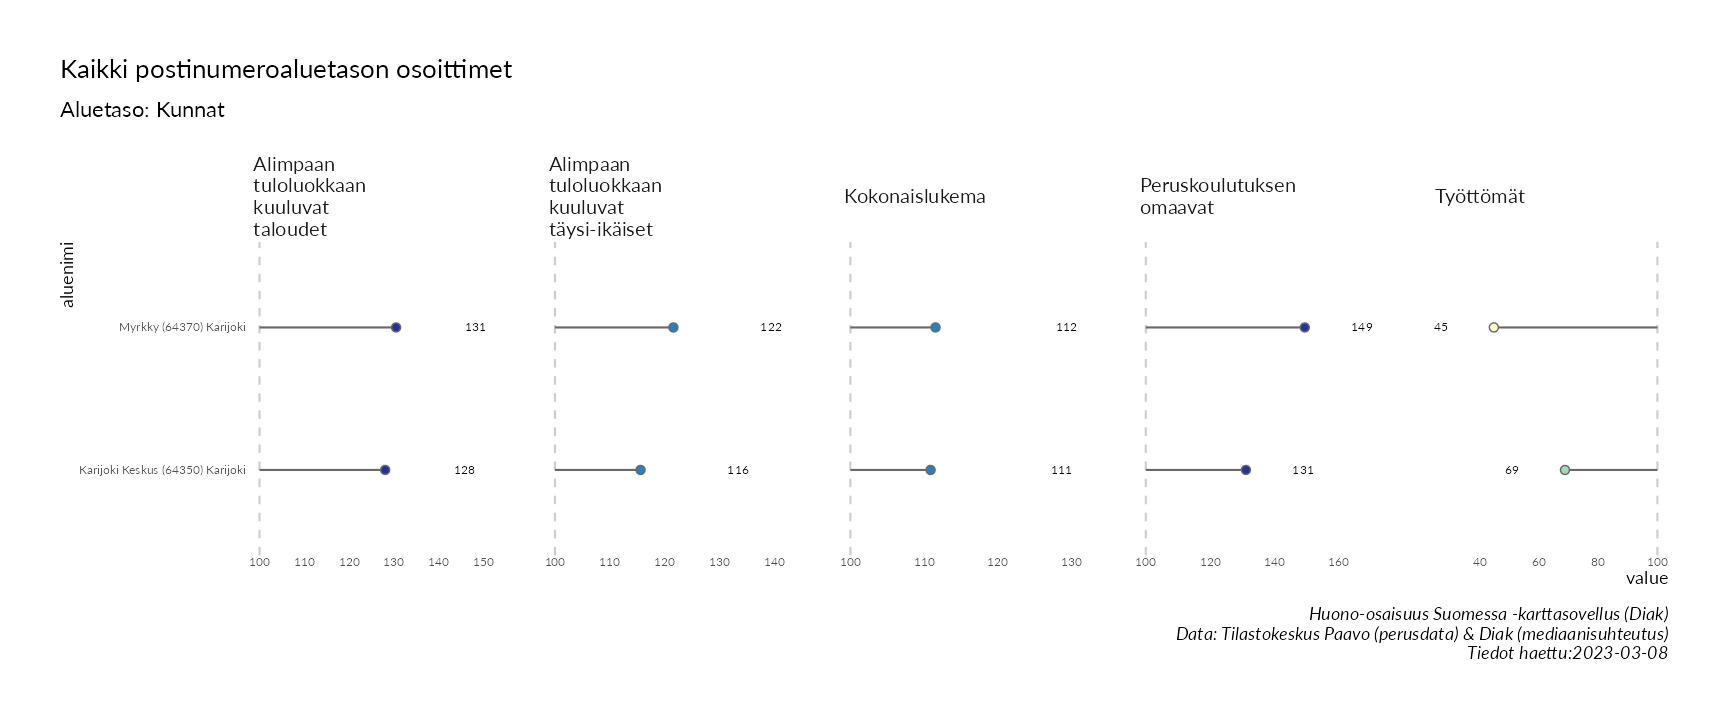 Kaikki postinumeroaluetason osoittimet
Aluetaso: Kunnat
Alimpaan
tuloluokkaan
kuuluvat
taloudet
Alimpaan
tuloluokkaan
kuuluvat
täysi-ikäiset
Kokonaislukema
Peruskoulutuksen
omaavat
Työttömät
aluenimi
Myrkky (64370) Karijoki 131 122 112 149 45
Karijoki Keskus (64350) Karijoki 128 116 111 131 69
100 110 120 130 140 150 100 110 120 130 140 100 110 120 130 100 120 140 160 40 60 80 100
value
Huono-osaisuus Suomessa -karttasovellus (Diak)
Data: Tilastokeskus Paavo (perusdata) & Diak (mediaanisuhteutus)
Tiedot haettu:2023-03-08